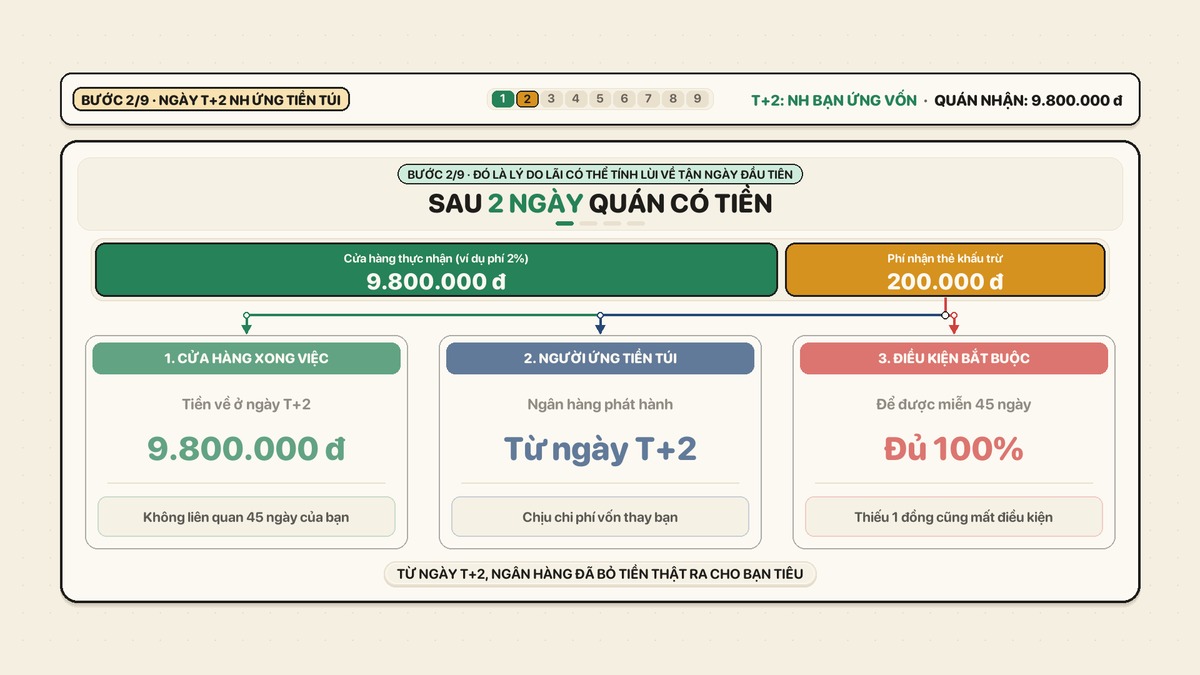 BƯỚC 2/9 · NGÀY T+2 NH ỨNG TIỀN TÚI
1 2 3 4 5 6 7 8 9
T+2: NH BẠN ỨNG VỐN · QUÁN NHẬN: 9.800.000 đ
BƯỚC 2/9 · ĐÓ LÀ LÝ DO LÃI CÓ THỂ TÍNH LÙI VỀ TẬN NGÀY ĐẦU TIÊN
SAU 2 NGÀY QUÁN CÓ TIỀN
Cửa hàng thực nhận (ví dụ phí 2%)
9.800.000 đ
Phí nhận thẻ khấu trừ
200.000 đ
1. CỬA HÀNG XONG VIỆC
Tiền về ở ngày T+2
9.800.000 đ
Không liên quan 45 ngày của bạn
2. NGƯỜI ỨNG TIỀN TÚI
Ngân hàng phát hành
Từ ngày T+2
Chịu chi phí vốn thay bạn
3. ĐIỀU KIỆN BẮT BUỘC
Để được miễn 45 ngày
Đủ 100%
Thiếu 1 đồng cũng mất điều kiện
TỪ NGÀY T+2, NGÂN HÀNG ĐÃ BỎ TIỀN THẬT RA CHO BẠN TIÊU